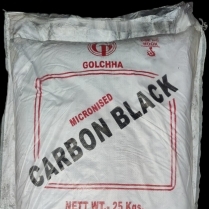 GOLCHHA
MICRONISED
CARBON BLACK
NETT WT.- 25 Kgs.